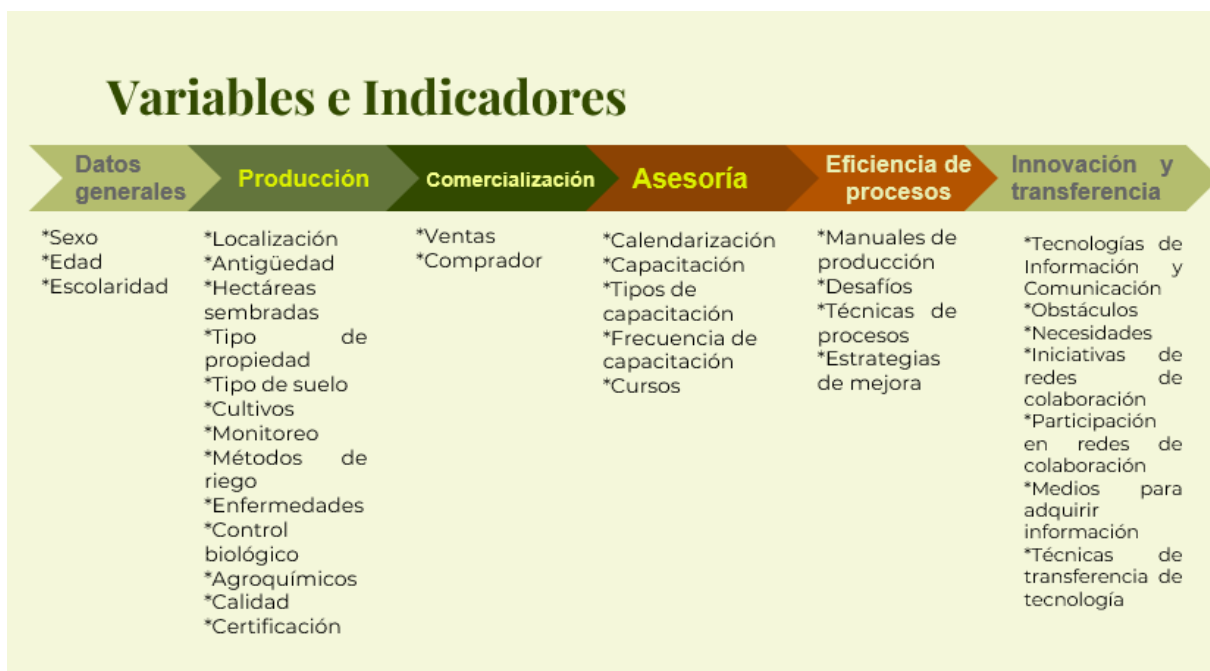 Variables e Indicadores
Datos
generales
Producción
Comercialización
Asesoría
Eficiencia de
procesos
Innovación y
transferencia
*Sexo
*Edad
*Escolaridad
*Localización
*Antigüedad
*Hectáreas
sembradas
*Tipo de
propiedad
*Tipo de suelo
*Cultivos
*Monitoreo
*Métodos de
riego
*Enfermedades
*Control
biológico
*Agroquímicos
*Calidad
*Certificación
*Ventas
*Comprador
*Calendarización
*Capacitación
*Tipos de
capacitación
*Frecuencia de
capacitación
*Cursos
*Manuales de
producción
*Desafíos
*Técnicas de
procesos
*Estrategias
de mejora
*Tecnologías de
Información y
Comunicación
*Obstáculos
*Necesidades
*Iniciativas de
redes de
colaboración
*Participación
en redes de
colaboración
*Medios para
adquirir
información
*Técnicas de
transferencia de
tecnología